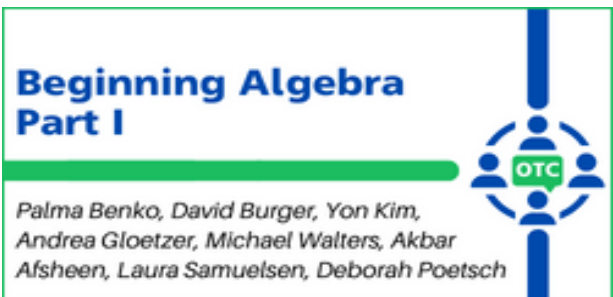 Beginning Algebra
Part I
OTC
Palma Benko, David Burger, Yon Kim,
Andrea Gloetzer, Michael Walters, Akbar
Afsheen, Laura Samuelsen, Deborah Poetsch